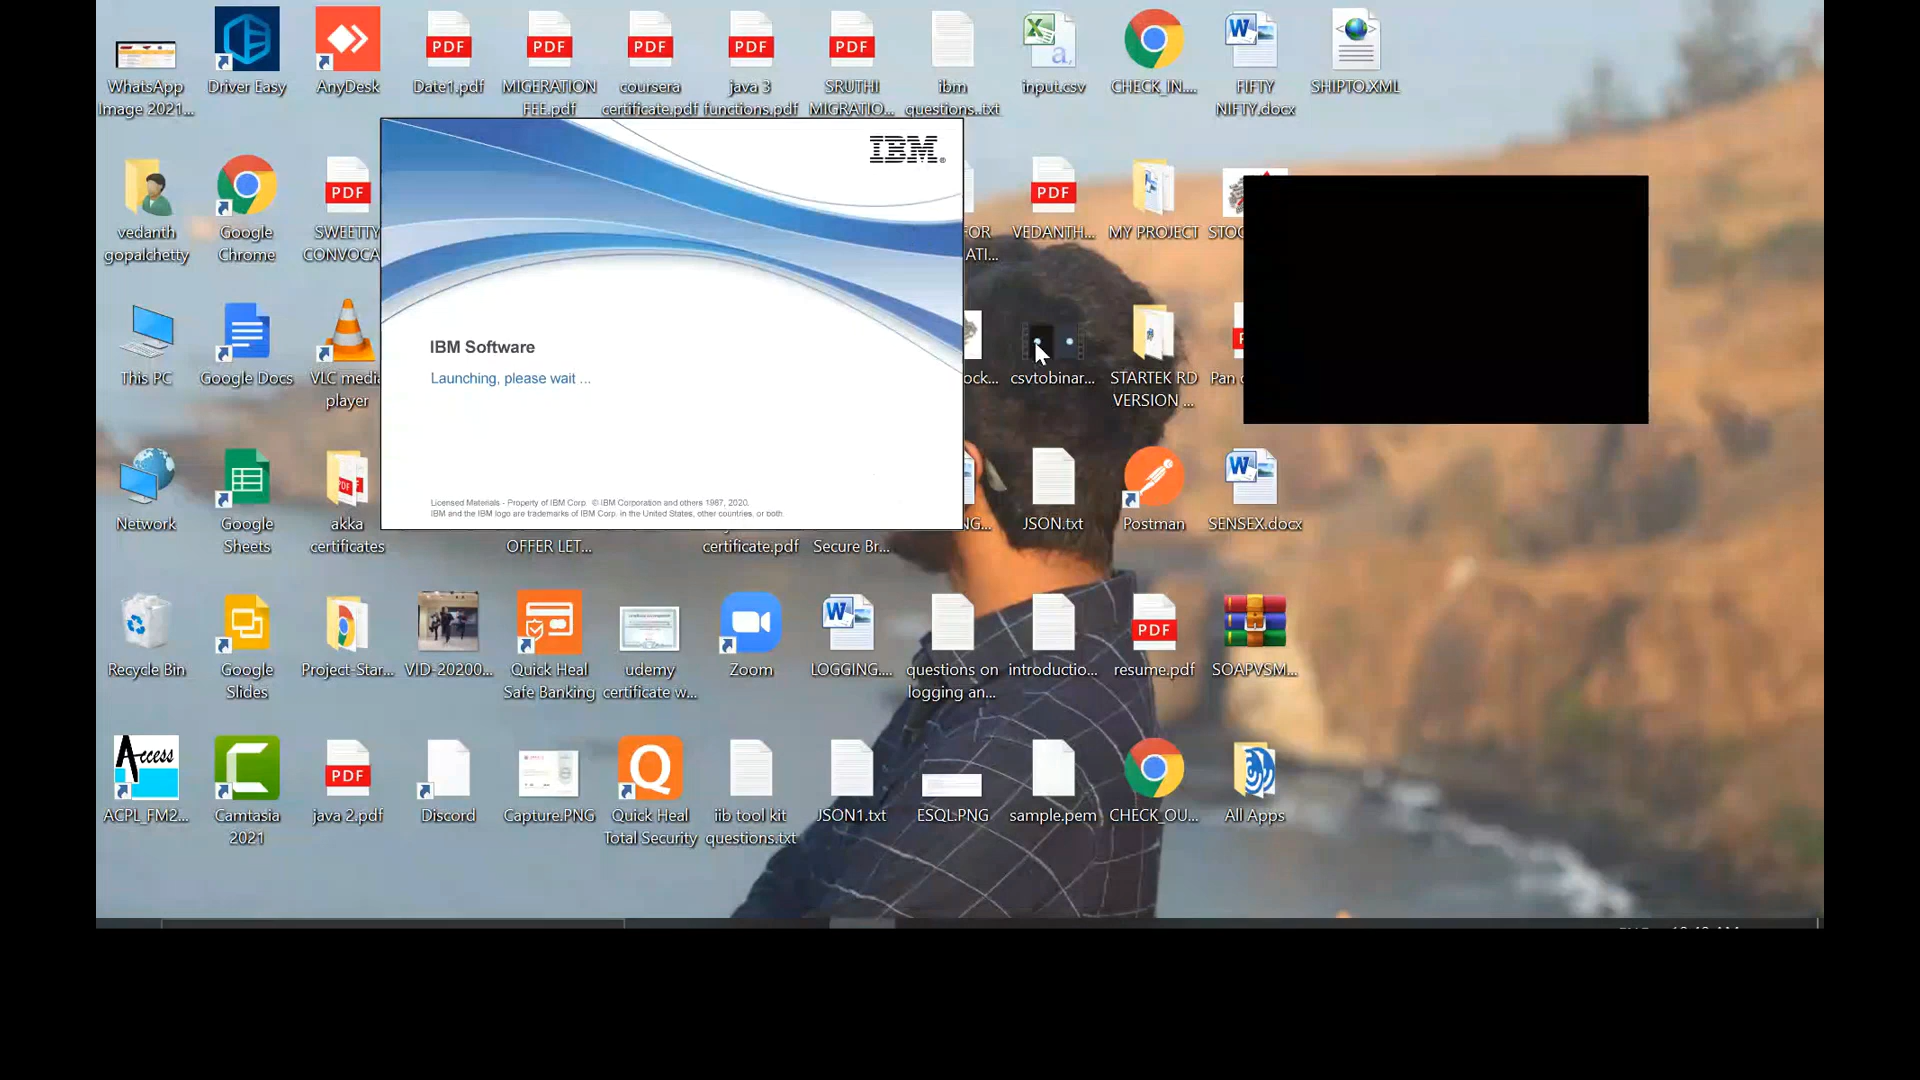 WhatsApp
Image 2021...
Driver Easy
AnyDesk
PDF
Date1.pdf
PDF
MIGERATION
FEE.pdf
PDF
coursera
certificate.pdf
PDF
java 3
functions.pdf
PDF
SRUTHI
MIGRATIO...
ibm
questions..txt
input.csv
CHECK_IN....
FIFTY
NIFTY.docx
SHIPTO.XML
IBM
IBM Software
Launching, please wait ...
Licensed Materials - Property of IBM Corp. © IBM Corporation and others 1987, 2020.
IBM and the IBM logo are trademarks of IBM Corp. in the United States, other countries, or both
vedanth
gopalchetty
Google
Chrome
PDF
SWEETTY
CONVOCA
FOR
ATI...
PDF
VEDANTH...
MY PROJECT
STOC
This PC
Google Docs
VLC media
player
ock...
csvtobinar...
STARTEK RD
VERSION ...
Pan c
Network
Google
Sheets
akka
certificates
OFFER LET...
certificate.pdf
Secure Br...
NG...
JSON.txt
Postman
SENSEX.docx
Recycle Bin
Google
Slides
Project-Star...
VID-20200...
Quick Heal
Safe Banking
udemy
certificate w...
Zoom
LOGGING....
questions on
logging an...
introductio...
PDF
resume.pdf
SOAPVSM...
Access
ACPL_FM2...
Camtasia
2021
PDF
java 2.pdf
Discord
Capture.PNG
Quick Heal
Total Security
iib tool kit
questions.txt
JSON1.txt
ESQL.PNG
sample.pem
CHECK_OU...
All Apps